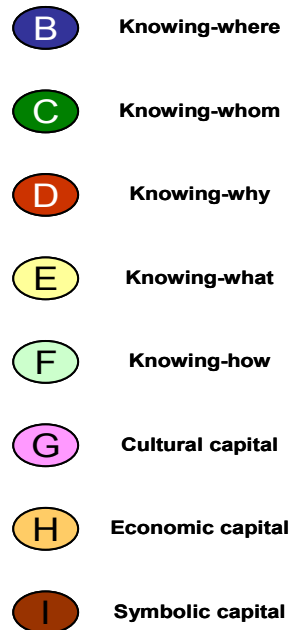 B Knowing-where
C Knowing-whom
D Knowing-why
E Knowing-what
F Knowing-how
G Cultural capital
H Economic capital
I Symbolic capital